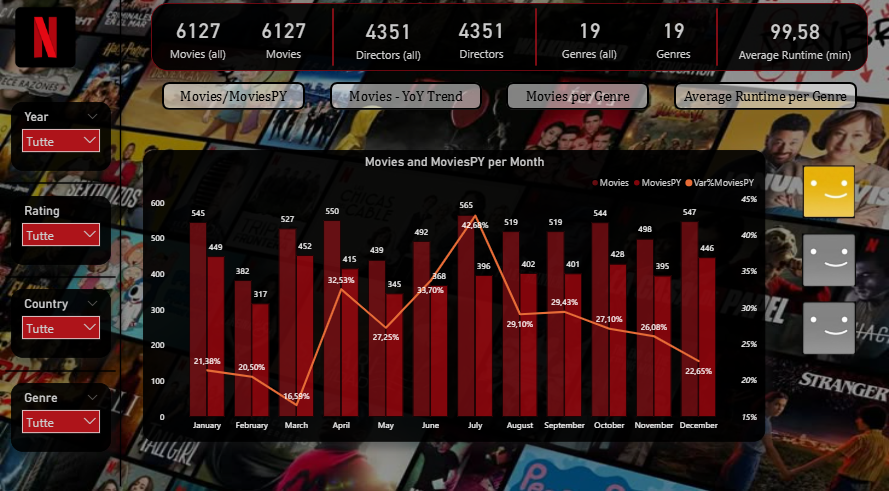 N
6127 6127 4351 4351 19 19 99,58
Movies (all) Movies Directors (all) Directors Genres (all) Genres Average Runtime (min)
Movies/MoviesPY Movies - YoY Trend Movies per Genre Average Runtime per Genre
Year
Tutte
Rating
Tutte
Country
Tutte
Genre
Tutte
Movies and MoviesPY per Month
Movies MoviesPY Var%MoviesPY
600
500
400
300
200
100
0
45%
40%
35%
30%
25%
20%
15%
545 449 382 317 527 452 550 415 439 345 492 368 565 396 519 402 519 401 544 428 498 395 547 446
21,38% 20,50% 16,59% 32,53% 27,25% 33,70% 42,68% 29,10% 29,43% 27,10% 26,08% 22,65%
January February March April May June July August September October November December
STRANGER